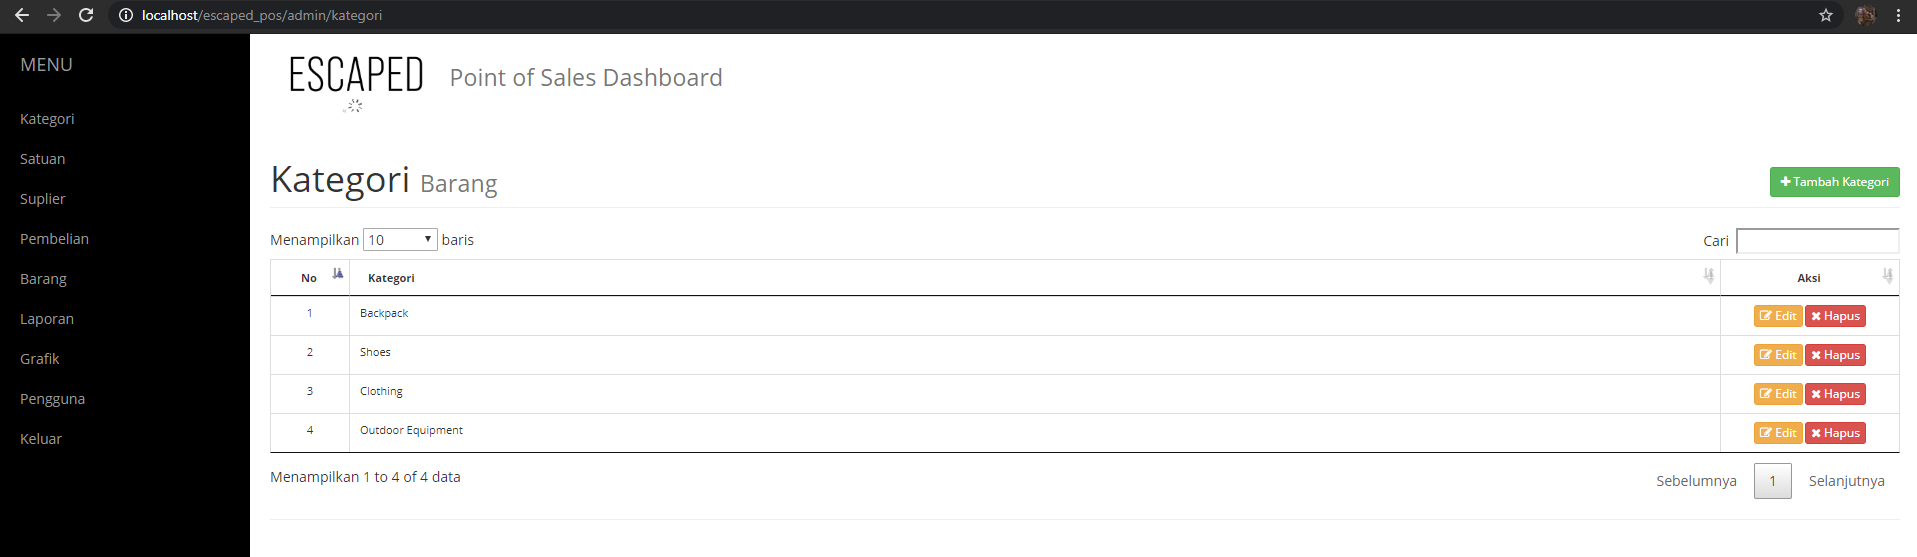 localhost/escaped_pos/admin/kategori
MENU
Kategori
Satuan
Suplier
Pembelian
Barang
Laporan
Grafik
Pengguna
Keluar
ESCAPED Point of Sales Dashboard
Kategori Barang
Tambah Kategori
Menampilkan 10 baris
Cari
No Kategori Aksi
1 Backpack Edit Hapus
2 Shoes Edit Hapus
3 Clothing Edit Hapus
4 Outdoor Equipment Edit Hapus
Menampilkan 1 to 4 of 4 data
Sebelumnya 1 Selanjutnya